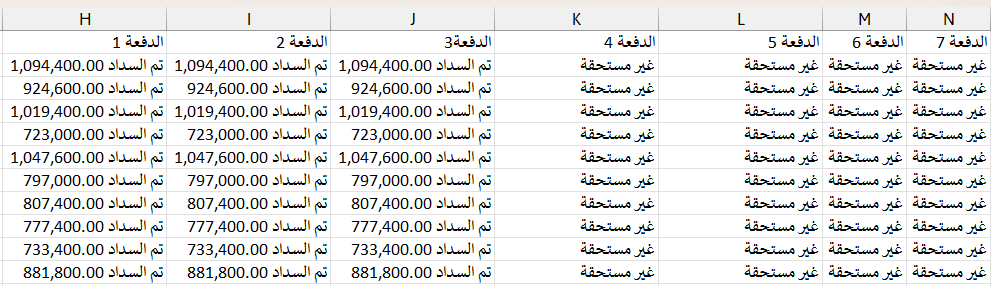 H I J K L M N
الدفعة 1 الدفعة 2 الدفعة3 الدفعة 4 الدفعة 5 الدفعة 6 الدفعة 7
تم السداد 1,094,400.00 تم السداد 1,094,400.00 تم السداد 1,094,400.00 غير مستحقة غير مستحقة غير مستحقة غير مستحقة
تم السداد 924,600.00 تم السداد 924,600.00 تم السداد 924,600.00 غير مستحقة غير مستحقة غير مستحقة غير مستحقة
تم السداد 1,019,400.00 تم السداد 1,019,400.00 تم السداد 1,019,400.00 غير مستحقة غير مستحقة غير مستحقة غير مستحقة
تم السداد 723,000.00 تم السداد 723,000.00 تم السداد 723,000.00 غير مستحقة غير مستحقة غير مستحقة غير مستحقة
تم السداد 1,047,600.00 تم السداد 1,047,600.00 تم السداد 1,047,600.00 غير مستحقة غير مستحقة غير مستحقة غير مستحقة
تم السداد 797,000.00 تم السداد 797,000.00 تم السداد 797,000.00 غير مستحقة غير مستحقة غير مستحقة غير مستحقة
تم السداد 807,400.00 تم السداد 807,400.00 تم السداد 807,400.00 غير مستحقة غير مستحقة غير مستحقة غير مستحقة
تم السداد 777,400.00 تم السداد 777,400.00 تم السداد 777,400.00 غير مستحقة غير مستحقة غير مستحقة غير مستحقة
تم السداد 733,400.00 تم السداد 733,400.00 تم السداد 733,400.00 غير مستحقة غير مستحقة غير مستحقة غير مستحقة
تم السداد 881,800.00 تم السداد 881,800.00 تم السداد 881,800.00 غير مستحقة غير مستحقة غير مستحقة غير مستحقة